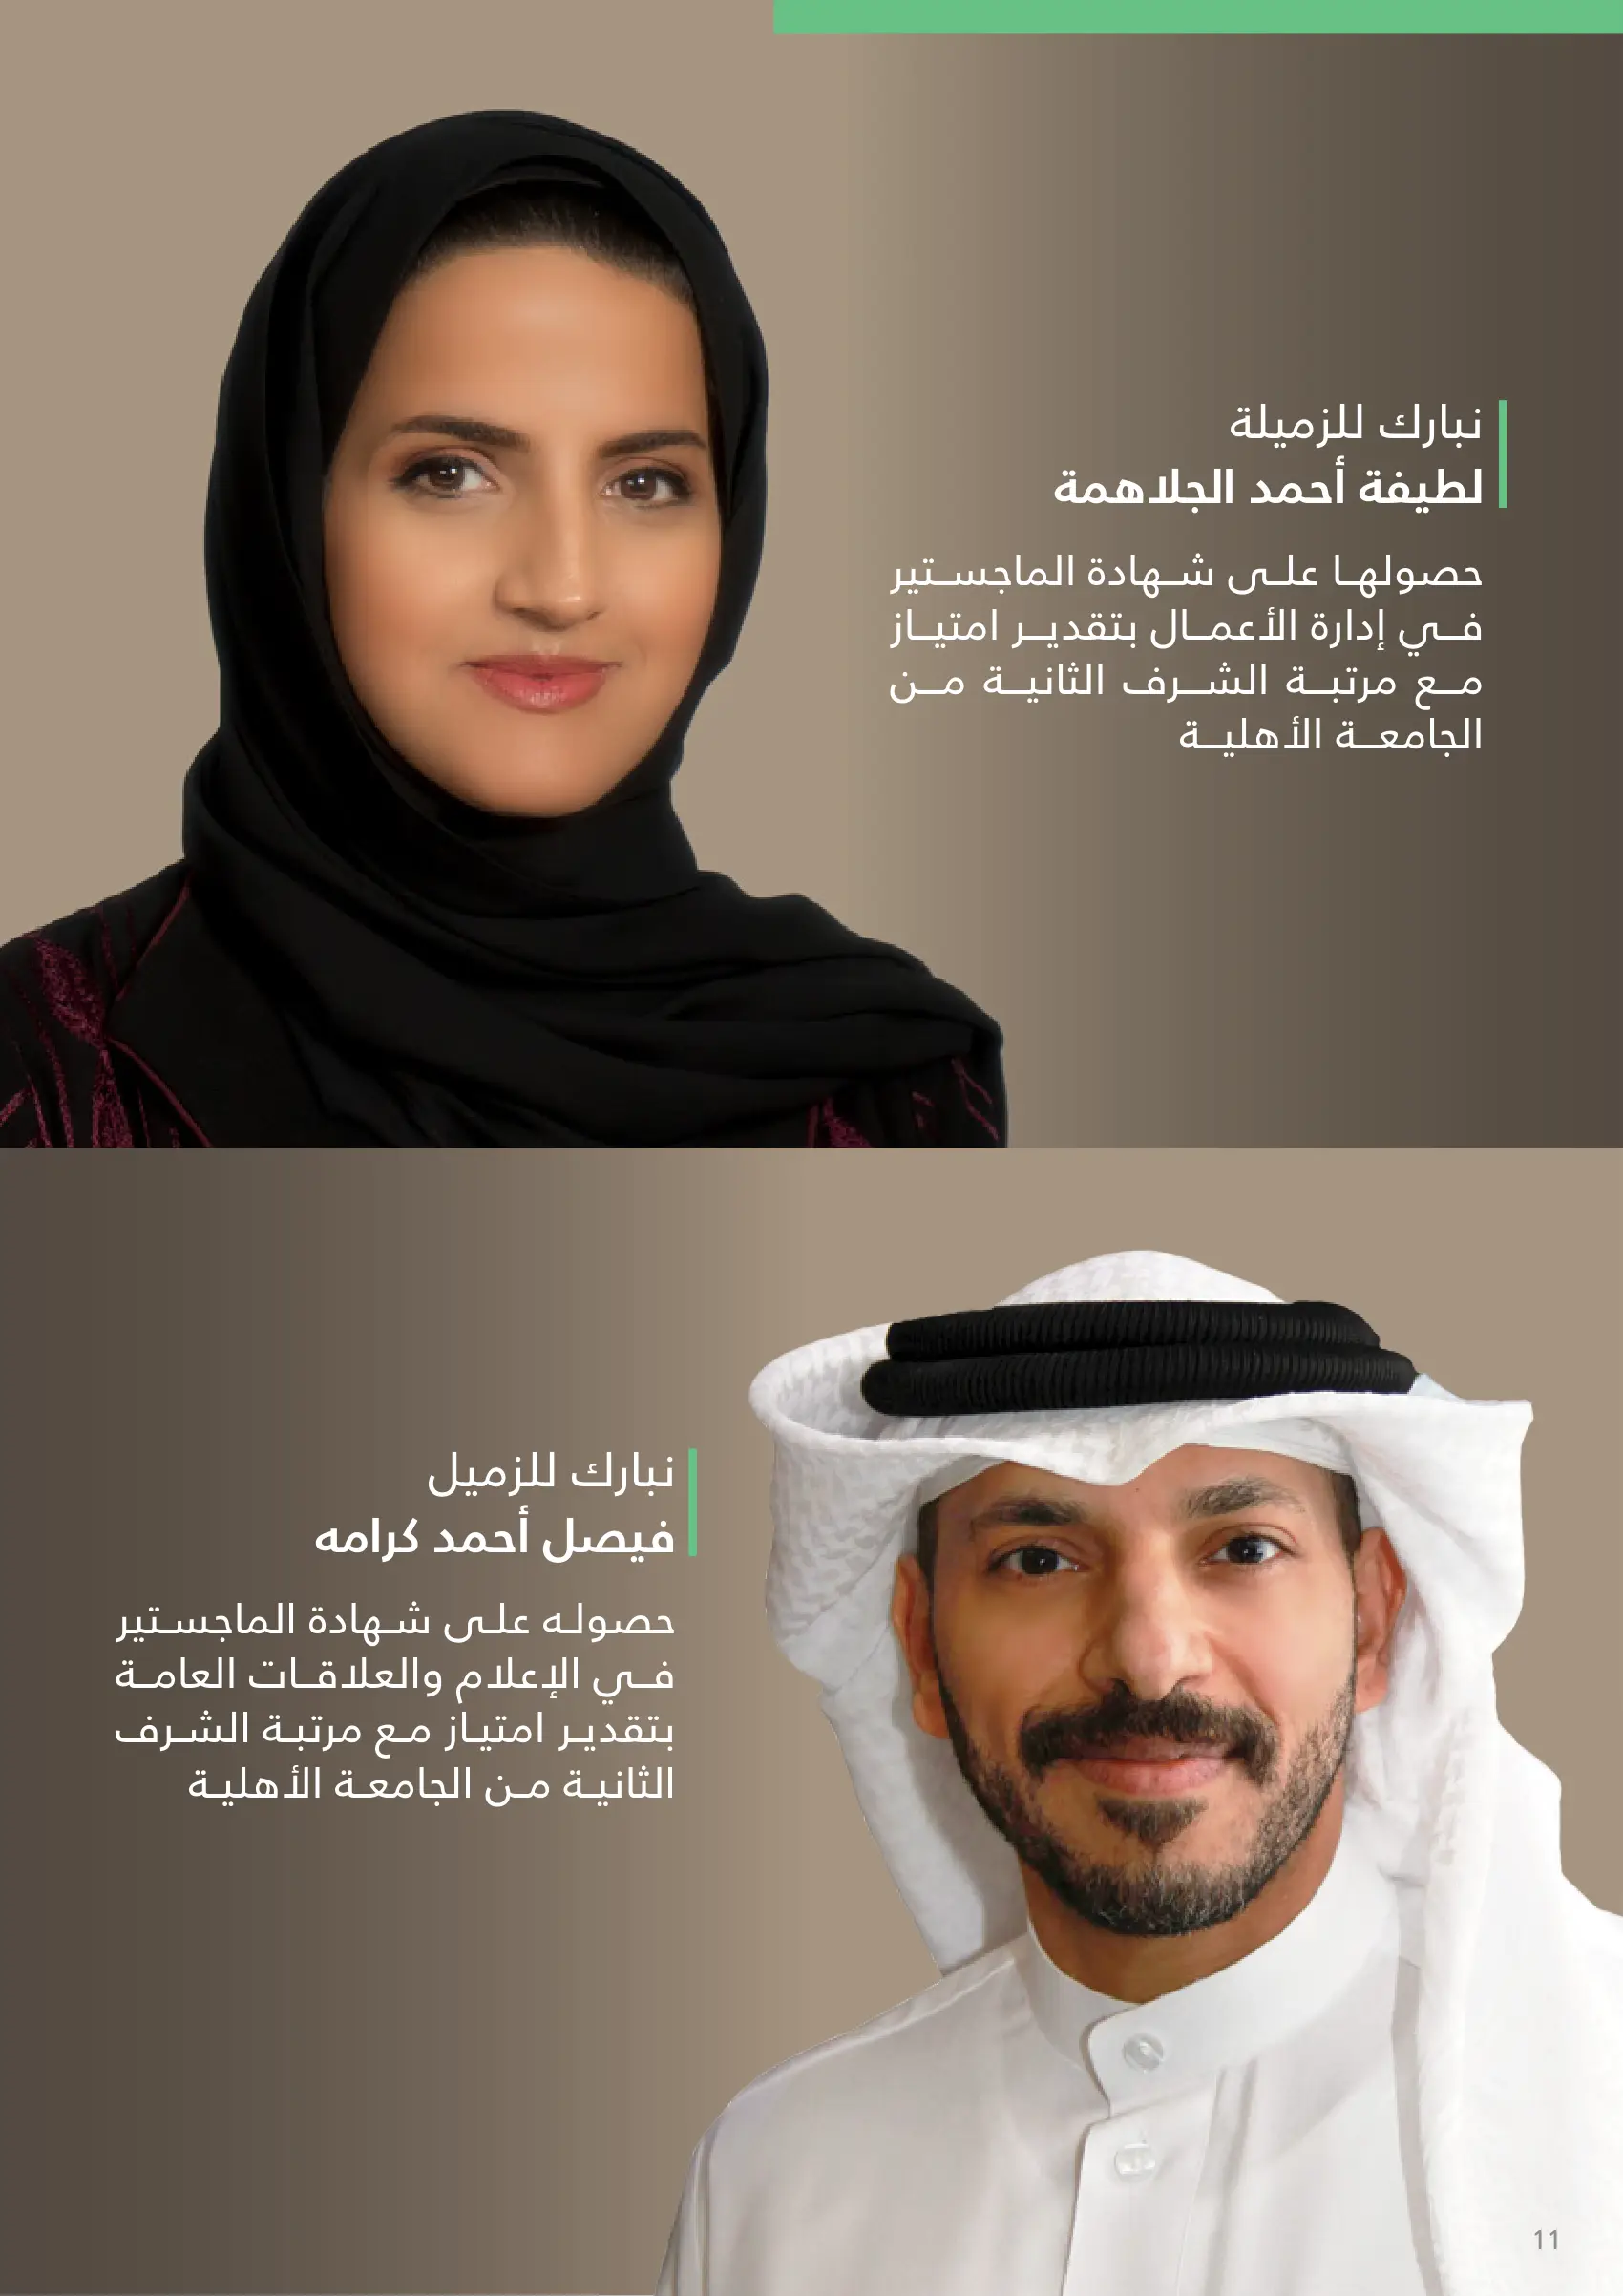 نبارك للزميلة
لطيفة أحمد الجلاهمة
حصولها على شهادة الماجستير
في إدارة الأعمال بتقدير امتياز
مع مرتبة الشرف الثانية من
الجامعة الأهلية
نبارك للزميل
فيصل أحمد كرامه
حصوله على شهادة الماجستير
في الإعلام والعلاقات العامة
بتقدير امتياز مع مرتبة الشرف
الثانية من الجامعة الأهلية
11